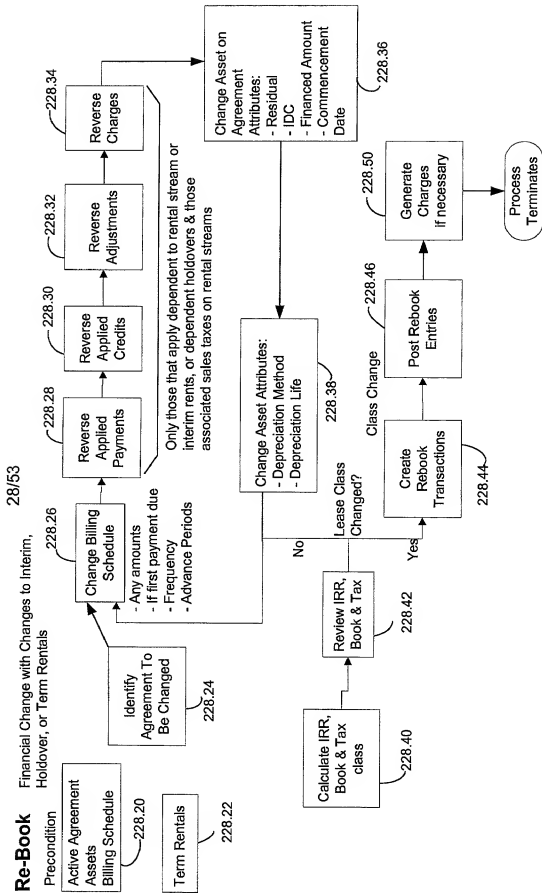 28/53
Re-Book
Financial Change with Changes to Interim,
Holdover, or Term Rentals
Precondition
Active Agreement
Assets
Billing Schedule
228.20
Term Rentals
228.22
Identify
Agreement To
Be Changed
228.24
228.26
Change Billing
Schedule
- Any amounts
- If first payment due
- Frequency
- Advance Periods
228.28
Reverse
Applied
Payments
228.30
Reverse
Applied
Credits
228.32
Reverse
Adjustments
228.34
Reverse
Charges
Only those that apply dependent to rental stream or
interim rents, or dependent holdovers & those
associated sales taxes on rental streams
Change Asset on
Agreement
Attributes:
- Residual
- IDC
- Financed Amount
- Commencement
Date
228.36
Change Asset Attributes:
- Depreciation Method
- Depreciation Life
228.38
Calculate IRR,
Book & Tax
class
228.40
Review IRR,
Book & Tax
228.42
No
Lease Class
Changed?
Yes
Create
Rebook
Transactions
228.44
Class Change
228.46
Post Rebook
Entries
228.50
Generate
Charges
If necessary
Process
Terminates